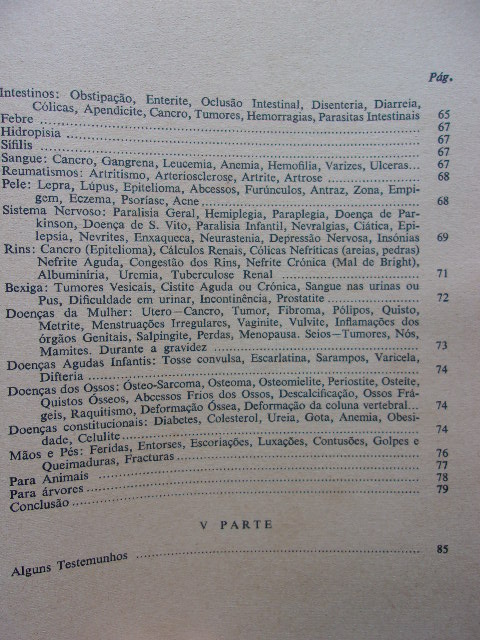 Pág.
Intestinos: Obstipação, Enterite, Oclusão Intestinal, Disenteria, Diarreia,
Cólicas, Apendicite, Cancro, Tumores, Hemorragias, Parasitas Intestinais 65
Febre ........ 67
Hidropisia ........ 67
Sífilis ........ 67
Sangue: Cancro, Gangrena, Leucemia, Anemia, Hemofilia, Varizes, Ulceras... 67
Reumatismos: Artritismo, Arteriosclerose, Artrite, Artrose ........ 68
Pele: Lepra, Lúpus, Epitelioma, Abcessos, Furúnculos, Antraz, Zona, Empi-
gem, Eczema, Psoríase, Acne ........ 68
Sistema Nervoso: Paralisia Geral, Hemiplegia, Paraplegia, Doença de Par-
kinson, Doença de S. Vito, Paralisia Infantil, Nevralgias, Ciática, Epi-
lepsia, Nevrites, Enxaqueca, Neurastenia, Depressão Nervosa, Insónias 69
Rins: Cancro (Epitelioma), Cálculos Renais, Cólicas Nefríticas (areias, pedras)
Nefrite Aguda, Congestão dos Rins, Nefrite Crónica (Mal de Bright),
Albuminíria, Uremia, Tuberculose Renal ........ 71
Bexiga: Tumores Vesicais, Cistite Aguda ou Crónica, Sangue nas urinas ou
Pus, Dificuldade em urinar, Incontinência, Prostatite ........ 72
Doenças da Mulher: Utero—Cancro, Tumor, Fibroma, Pólipos, Quisto,
Metrite, Menstruações Irregulares, Vaginite, Vulvite, Inflamações dos
órgãos Genitais, Salpingite, Perdas, Menopausa. Seios—Tumores, Nós,
Mamites. Durante a gravidez ........ 73
Doenças Agudas Infantis: Tosse convulsa, Escarlatina, Sarampos, Varicela,
Difteria ........ 74
Doenças dos Ossos: Ósteo-Sarcoma, Osteoma, Osteomielite, Periostite, Osteíte,
Quistos Ósseos, Abcessos Frios dos Ossos, Descalcificação, Ossos Frá-
geis, Raquitismo, Deformação Óssea, Deformação da coluna vertebral... 74
Doenças constitucionais: Diabetes, Colesterol, Ureia, Gota, Anemia, Obesi-
dade, Celulite ........ 74
Mãos e Pés: Feridas, Entorses, Escoriações, Luxações, Contusões, Golpes e
Queimaduras, Fracturas ........ 76
Para Animais ........ 77
Para árvores ........ 78
Conclusão ........ 79
V PARTE
Alguns Testemunhos ........ 85